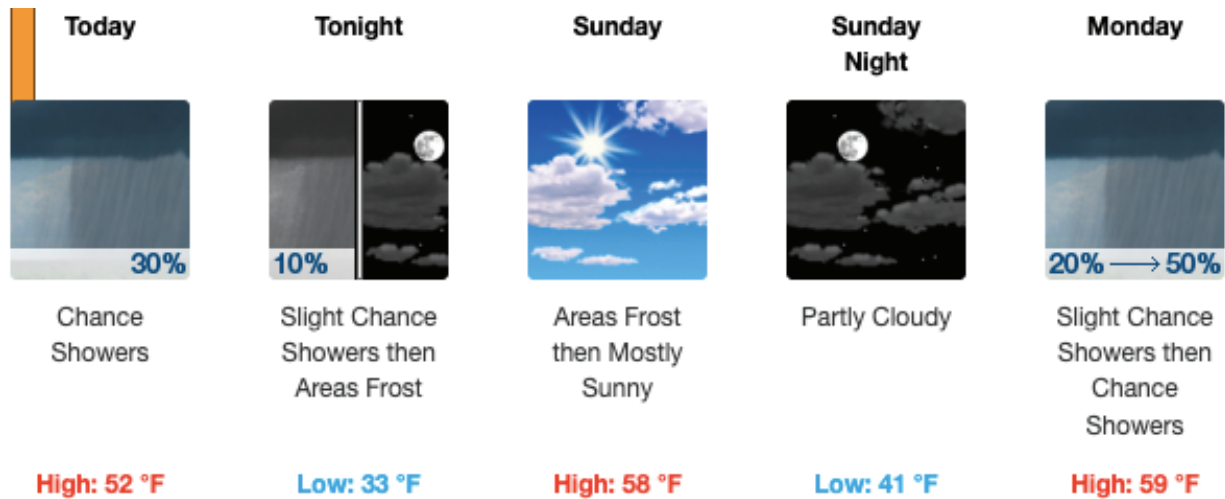 Today
Tonight
Sunday
Sunday
Night
Monday
30%
10%
20% → 50%
Chance
Showers
Slight Chance
Showers then
Areas Frost
Areas Frost
then Mostly
Sunny
Partly Cloudy
Slight Chance
Showers then
Chance
Showers
High: 52 °F
Low: 33 °F
High: 58 °F
Low: 41 °F
High: 59 °F